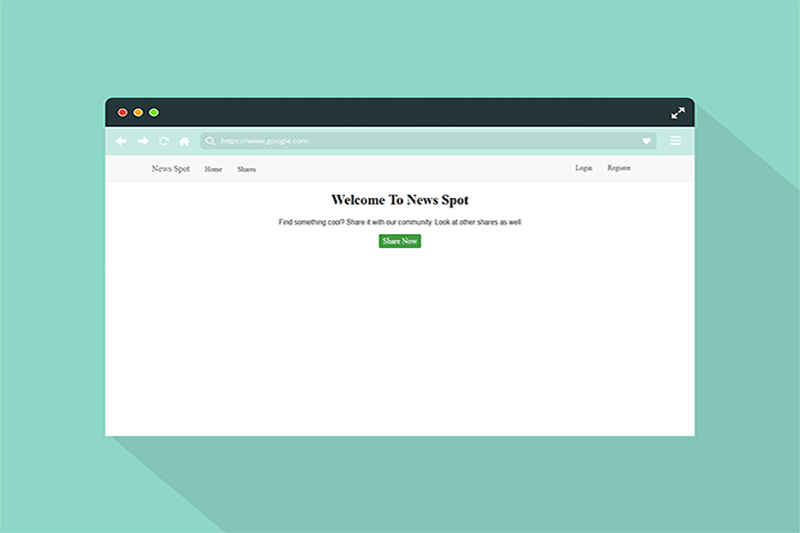 https://www.google.com
News Spot Home Shares Login Register
Welcome To News Spot
Find something cool? Share it with our community. Look at other shares as well
Share Now